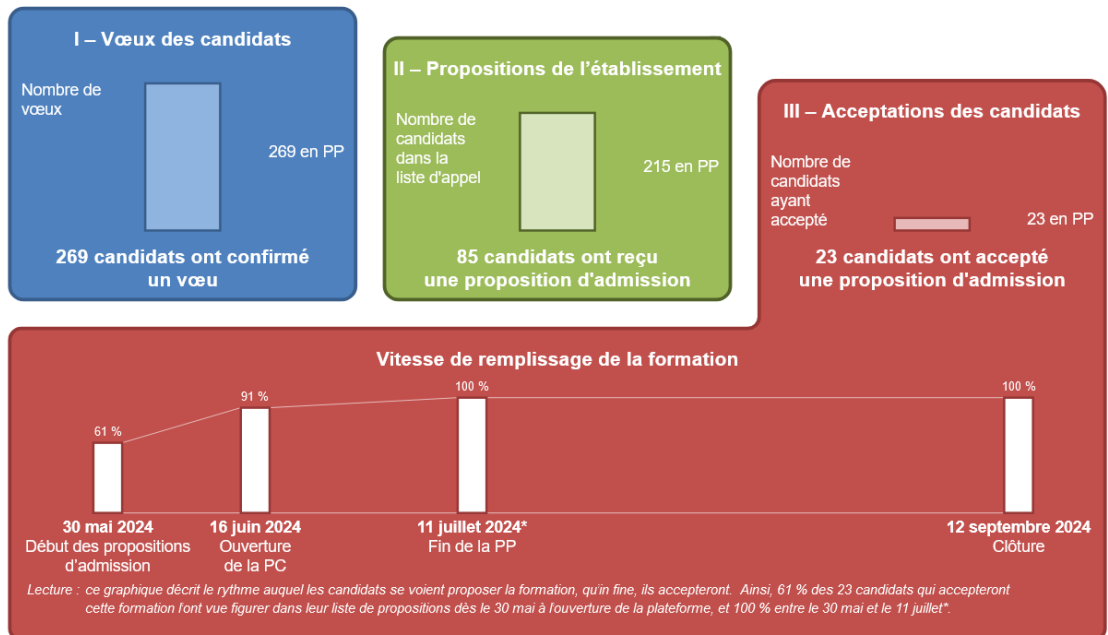 I – Vœux des candidats
Nombre de
vœux
269 en PP
269 candidats ont confirmé
un vœu
II – Propositions de l'établissement
Nombre de
candidats
dans la
liste d'appel
215 en PP
85 candidats ont reçu
une proposition d'admission
III – Acceptations des candidats
Nombre de
candidats
ayant
accepté
23 en PP
23 candidats ont accepté
une proposition d'admission
Vitesse de remplissage de la formation
61 %
91 %
100 %
100 %
30 mai 2024
Début des propositions
d'admission
16 juin 2024
Ouverture
de la PC
11 juillet 2024*
Fin de la PP
12 septembre 2024
Clôture
Lecture : ce graphique décrit le rythme auquel les candidats se voient proposer la formation, qu'in fine, ils accepteront. Ainsi, 61 % des 23 candidats qui accepteront
cette formation l'ont vue figurer dans leur liste de propositions dès le 30 mai à l'ouverture de la plateforme, et 100 % entre le 30 mai et le 11 juillet*.